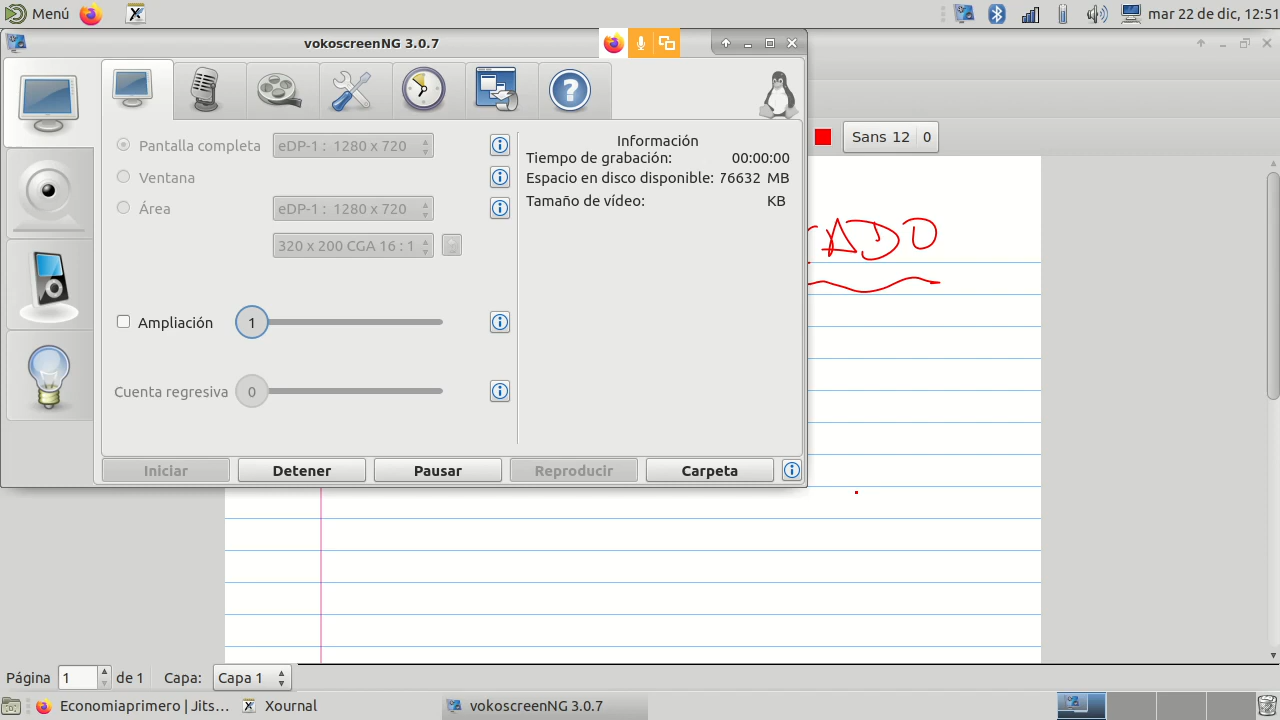 Menú
mar 22 de dic, 12:51
vokoscreenNG 3.0.7
Sans 12 0
Pantalla completa eDP-1 : 1280 x 720
Ventana
Área eDP-1 : 1280 x 720
320 x 200 CGA 16 : 1
Ampliación 1
Cuenta regresiva 0
Información
Tiempo de grabación: 00:00:00
Espacio en disco disponible: 76632 MB
Tamaño de vídeo: KB
ADO
Iniciar Detener Pausar Reproducir Carpeta
Página 1 de 1 Capa: Capa 1
Economiaprimero | Jits... Xournal vokoscreenNG 3.0.7